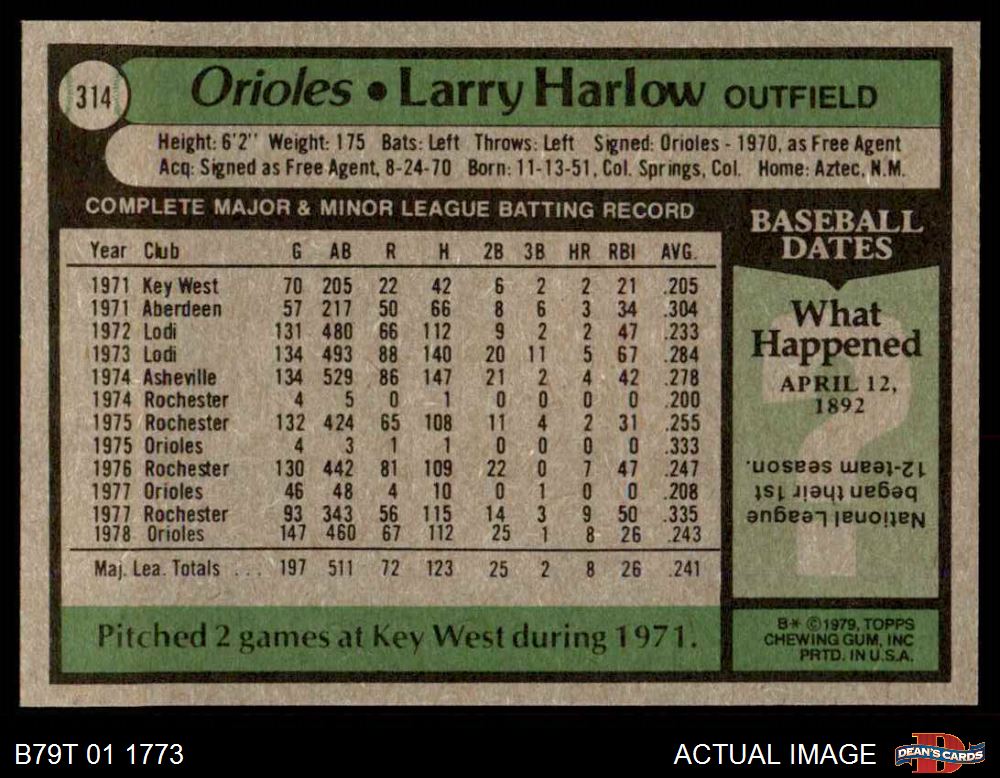 314
Orioles • Larry Harlow OUTFIELD
Height: 6'2" Weight: 175 Bats: Left Throws: Left Signed: Orioles - 1970, as Free Agent
Acq: Signed as Free Agent, 8-24-70 Born: 11-13-51, Col. Springs, Col. Home: Aztec, N.M.
COMPLETE MAJOR & MINOR LEAGUE BATTING RECORD
Year Club G AB R H 2B 3B HR RBI AVG.
1971 Key West 70 205 22 42 6 2 2 21 .205
1971 Aberdeen 57 217 50 66 8 6 3 34 .304
1972 Lodi 131 480 66 112 9 2 2 47 .233
1973 Lodi 134 493 88 140 20 11 5 67 .284
1974 Asheville 134 529 86 147 21 2 4 42 .278
1974 Rochester 4 5 0 1 0 0 0 0 .200
1975 Rochester 132 424 65 108 11 4 2 31 .255
1975 Orioles 4 3 1 1 0 0 0 0 .333
1976 Rochester 130 442 81 109 22 0 7 47 .247
1977 Orioles 46 48 4 10 0 1 0 0 .208
1977 Rochester 93 343 56 115 14 3 9 50 .335
1978 Orioles 147 460 67 112 25 1 8 26 .243
Maj. Lea. Totals ... 197 511 72 123 25 2 8 26 .241
Pitched 2 games at Key West during 1971.
BASEBALL
DATES
What
Happened
APRIL 12,
1892
National League
began their 1st
12-team season.
B* ©1979, TOPPS
CHEWING GUM, INC
PRTD. IN U.S.A.
B79T 01 1773
ACTUAL IMAGE
DEAN'S CARDS